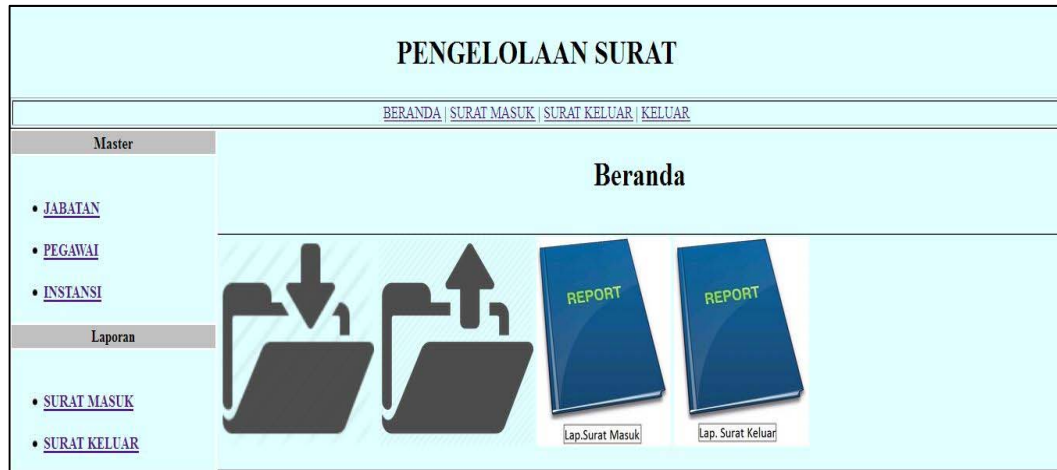 PENGELOLAAN SURAT
BERANDA | SURAT MASUK | SURAT KELUAR | KELUAR
Master
• JABATAN
• PEGAWAI
• INSTANSI
Laporan
• SURAT MASUK
• SURAT KELUAR
Beranda
REPORT
Lap.Surat Masuk
REPORT
Lap. Surat Keluar